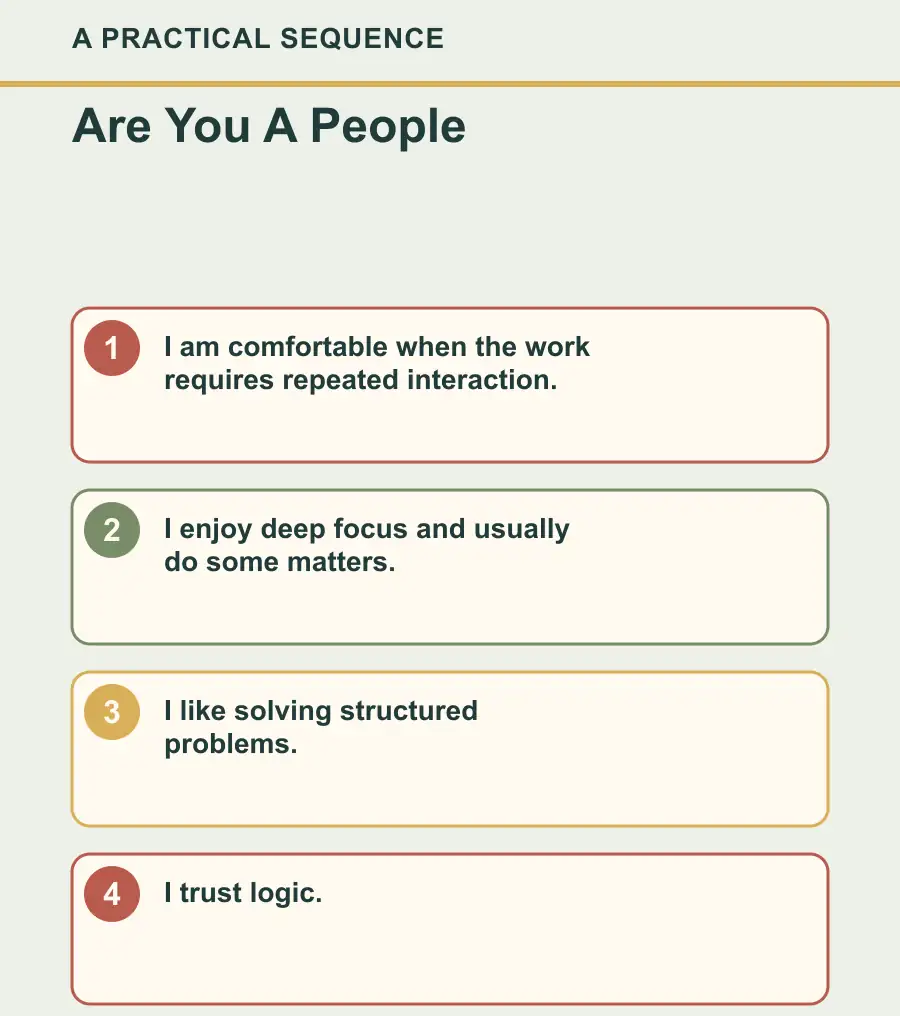 A PRACTICAL SEQUENCE
Are You A People
1
I am comfortable when the work
requires repeated interaction.
2
I enjoy deep focus and usually
do some matters.
3
I like solving structured
problems.
4
I trust logic.